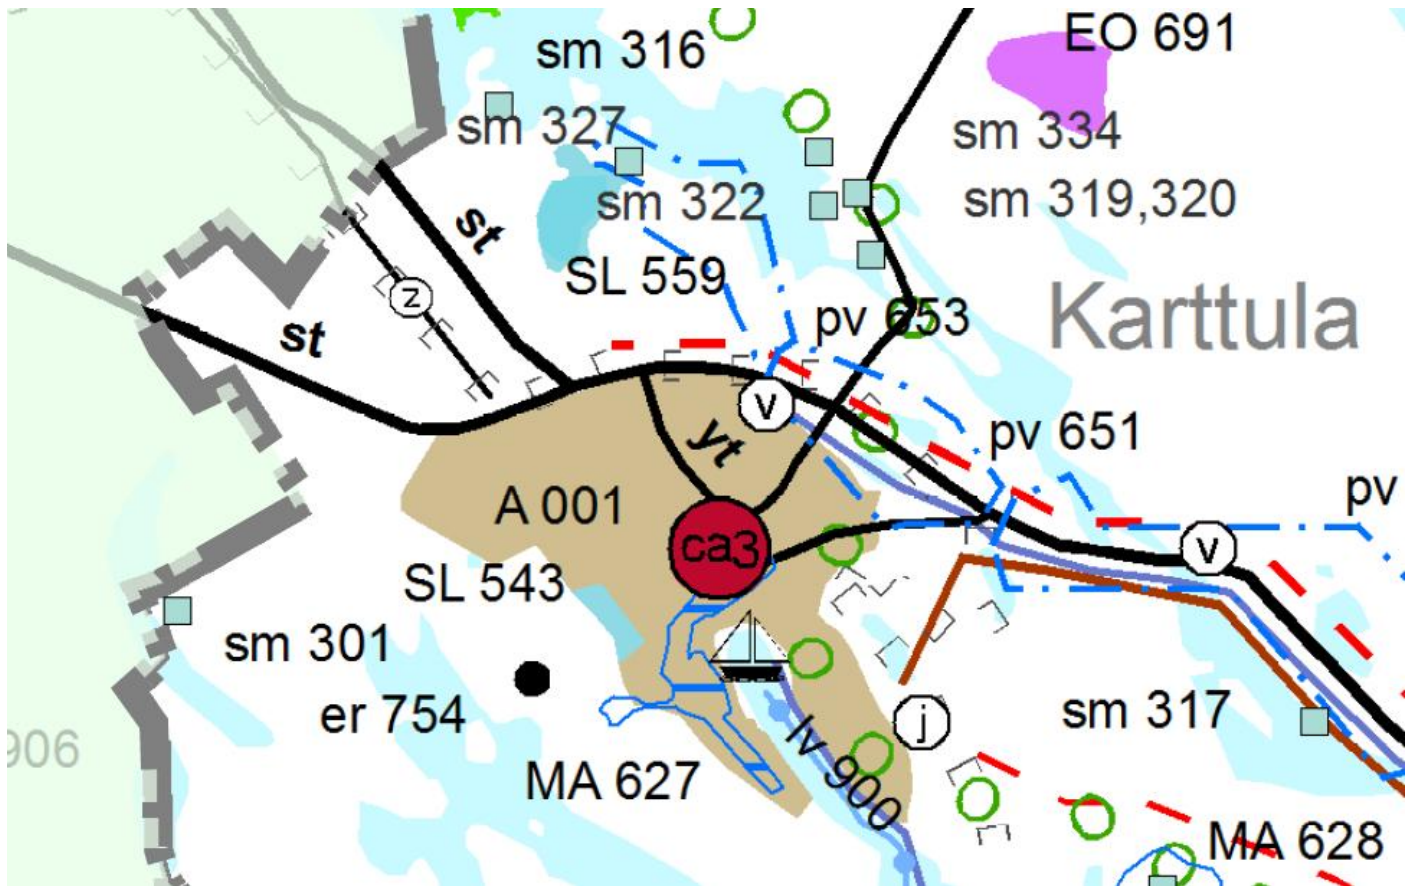 EO 691
sm 316
sm 327
sm 334
sm 322
sm 319,320
st
SL 559
z
pv 653
Karttula
st
v
yt
pv 651
pv
A 001
ca3
v
SL 543
sm 301
er 754
sm 317
j
906
MA 627
lv 900
MA 628